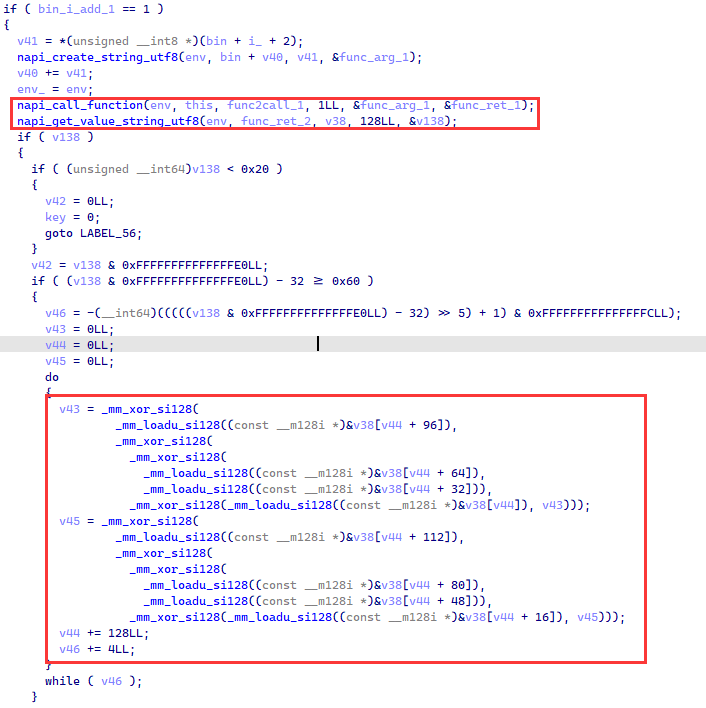 if ( bin_i_add_1 == 1 )
{
v41 = *(unsigned __int8 *)(bin + i_ + 2);
napi_create_string_utf8(env, bin + v40, v41, &func_arg_1);
v40 += v41;
env_ = env;
napi_call_function(env, this, func2call_1, 1LL, &func_arg_1, &func_ret_1);
napi_get_value_string_utf8(env, func_ret_2, v38, 128LL, &v138);
if ( v138 )
{
if ( (unsigned __int64)v138 < 0x20 )
{
v42 = 0LL;
key = 0;
goto LABEL_56;
}
v42 = v138 & 0xFFFFFFFFFFFFFFE0LL;
if ( (v138 & 0xFFFFFFFFFFFFFFE0LL) - 32 ≥ 0x60 )
{
v46 = -(__int64)(((((v138 & 0xFFFFFFFFFFFFFFE0LL) - 32) >> 5) + 1) & 0xFFFFFFFFFFFFFFFCLL);
v43 = 0LL;
v44 = 0LL;
v45 = 0LL;
do
{
v43 = _mm_xor_si128(
_mm_loadu_si128((const __m128i *)&v38[v44 + 96]),
_mm_xor_si128(
_mm_xor_si128(
_mm_loadu_si128((const __m128i *)&v38[v44 + 64]),
_mm_loadu_si128((const __m128i *)&v38[v44 + 32])),
_mm_xor_si128(_mm_loadu_si128((const __m128i *)&v38[v44]), v43)));
v45 = _mm_xor_si128(
_mm_loadu_si128((const __m128i *)&v38[v44 + 112]),
_mm_xor_si128(
_mm_xor_si128(
_mm_loadu_si128((const __m128i *)&v38[v44 + 80]),
_mm_loadu_si128((const __m128i *)&v38[v44 + 48])),
_mm_xor_si128(_mm_loadu_si128((const __m128i *)&v38[v44 + 16]), v45)));
v44 += 128LL;
v46 += 4LL;
}
while ( v46 );
}